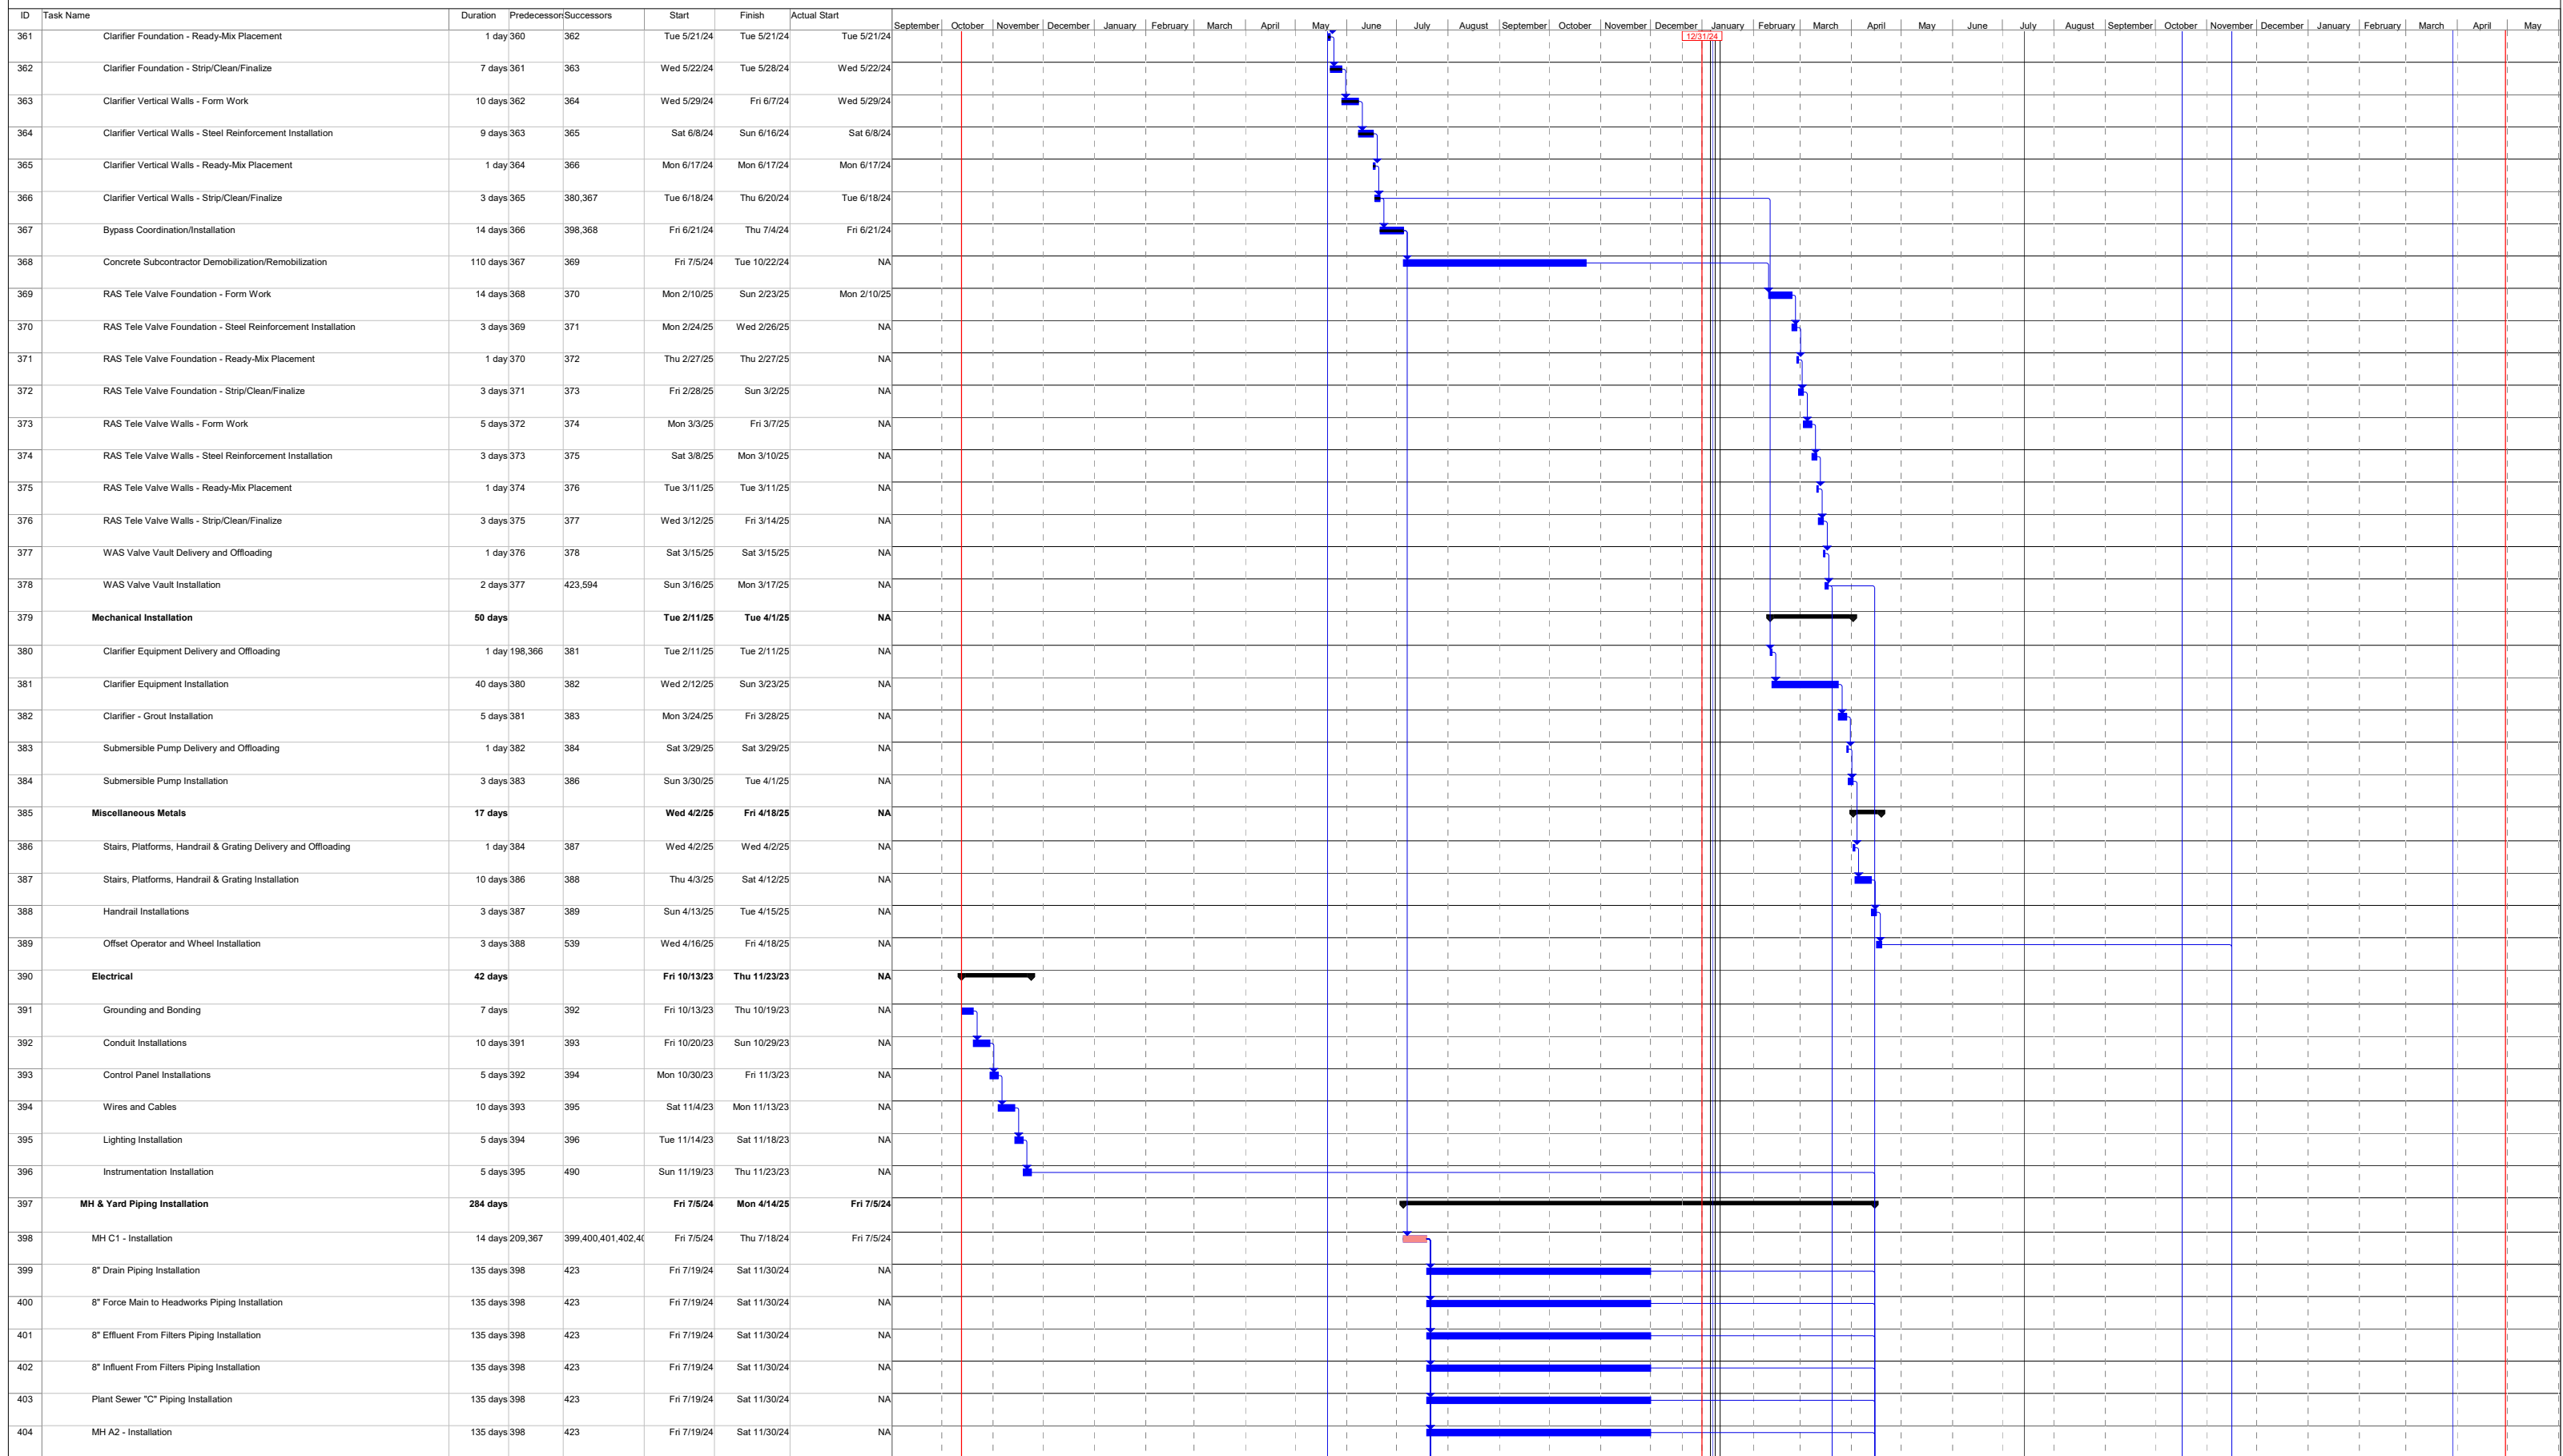 ID Task Name Duration Predecessors Successors Start Finish Actual Start
September October November December January February March April May June July August September October November December January February March April May June July August September October November December January February March April May
12/31/24
361 Clarifier Foundation - Ready-Mix Placement 1 day 360 362 Tue 5/21/24 Tue 5/21/24 Tue 5/21/24
362 Clarifier Foundation - Strip/Clean/Finalize 7 days 361 363 Wed 5/22/24 Tue 5/28/24 Wed 5/22/24
363 Clarifier Vertical Walls - Form Work 10 days 362 364 Wed 5/29/24 Fri 6/7/24 Wed 5/29/24
364 Clarifier Vertical Walls - Steel Reinforcement Installation 9 days 363 365 Sat 6/8/24 Sun 6/16/24 Sat 6/8/24
365 Clarifier Vertical Walls - Ready-Mix Placement 1 day 364 366 Mon 6/17/24 Mon 6/17/24 Mon 6/17/24
366 Clarifier Vertical Walls - Strip/Clean/Finalize 3 days 365 380,367 Tue 6/18/24 Thu 6/20/24 Tue 6/18/24
367 Bypass Coordination/Installation 14 days 366 398,368 Fri 6/21/24 Thu 7/4/24 Fri 6/21/24
368 Concrete Subcontractor Demobilization/Remobilization 110 days 367 369 Fri 7/5/24 Tue 10/22/24 NA
369 RAS Tele Valve Foundation - Form Work 14 days 368 370 Mon 2/10/25 Sun 2/23/25 Mon 2/10/25
370 RAS Tele Valve Foundation - Steel Reinforcement Installation 3 days 369 371 Mon 2/24/25 Wed 2/26/25 NA
371 RAS Tele Valve Foundation - Ready-Mix Placement 1 day 370 372 Thu 2/27/25 Thu 2/27/25 NA
372 RAS Tele Valve Foundation - Strip/Clean/Finalize 3 days 371 373 Fri 2/28/25 Sun 3/2/25 NA
373 RAS Tele Valve Walls - Form Work 5 days 372 374 Mon 3/3/25 Fri 3/7/25 NA
374 RAS Tele Valve Walls - Steel Reinforcement Installation 3 days 373 375 Sat 3/8/25 Mon 3/10/25 NA
375 RAS Tele Valve Walls - Ready-Mix Placement 1 day 374 376 Tue 3/11/25 Tue 3/11/25 NA
376 RAS Tele Valve Walls - Strip/Clean/Finalize 3 days 375 377 Wed 3/12/25 Fri 3/14/25 NA
377 WAS Valve Vault Delivery and Offloading 1 day 376 378 Sat 3/15/25 Sat 3/15/25 NA
378 WAS Valve Vault Installation 2 days 377 423,594 Sun 3/16/25 Mon 3/17/25 NA
379 Mechanical Installation 50 days Tue 2/11/25 Tue 4/1/25 NA
380 Clarifier Equipment Delivery and Offloading 1 day 198,366 381 Tue 2/11/25 Tue 2/11/25 NA
381 Clarifier Equipment Installation 40 days 380 382 Wed 2/12/25 Sun 3/23/25 NA
382 Clarifier - Grout Installation 5 days 381 383 Mon 3/24/25 Fri 3/28/25 NA
383 Submersible Pump Delivery and Offloading 1 day 382 384 Sat 3/29/25 Sat 3/29/25 NA
384 Submersible Pump Installation 3 days 383 386 Sun 3/30/25 Tue 4/1/25 NA
385 Miscellaneous Metals 17 days Wed 4/2/25 Fri 4/18/25 NA
386 Stairs, Platforms, Handrail & Grating Delivery and Offloading 1 day 384 387 Wed 4/2/25 Wed 4/2/25 NA
387 Stairs, Platforms, Handrail & Grating Installation 10 days 386 388 Thu 4/3/25 Sat 4/12/25 NA
388 Handrail Installations 3 days 387 389 Sun 4/13/25 Tue 4/15/25 NA
389 Offset Operator and Wheel Installation 3 days 388 539 Wed 4/16/25 Fri 4/18/25 NA
390 Electrical 42 days Fri 10/13/23 Thu 11/23/23 NA
391 Grounding and Bonding 7 days 392 Fri 10/13/23 Thu 10/19/23 NA
392 Conduit Installations 10 days 391 393 Fri 10/20/23 Sun 10/29/23 NA
393 Control Panel Installations 5 days 392 394 Mon 10/30/23 Fri 11/3/23 NA
394 Wires and Cables 10 days 393 395 Sat 11/4/23 Mon 11/13/23 NA
395 Lighting Installation 5 days 394 396 Tue 11/14/23 Sat 11/18/23 NA
396 Instrumentation Installation 5 days 395 490 Sun 11/19/23 Thu 11/23/23 NA
397 MH & Yard Piping Installation 284 days Fri 7/5/24 Mon 4/14/25 Fri 7/5/24
398 MH C1 - Installation 14 days 209,367 399,400,401,402,40 Fri 7/5/24 Thu 7/18/24 Fri 7/5/24
399 8" Drain Piping Installation 135 days 398 423 Fri 7/19/24 Sat 11/30/24 NA
400 8" Force Main to Headworks Piping Installation 135 days 398 423 Fri 7/19/24 Sat 11/30/24 NA
401 8" Effluent From Filters Piping Installation 135 days 398 423 Fri 7/19/24 Sat 11/30/24 NA
402 8" Influent From Filters Piping Installation 135 days 398 423 Fri 7/19/24 Sat 11/30/24 NA
403 Plant Sewer "C" Piping Installation 135 days 398 423 Fri 7/19/24 Sat 11/30/24 NA
404 MH A2 - Installation 135 days 398 423 Fri 7/19/24 Sat 11/30/24 NA